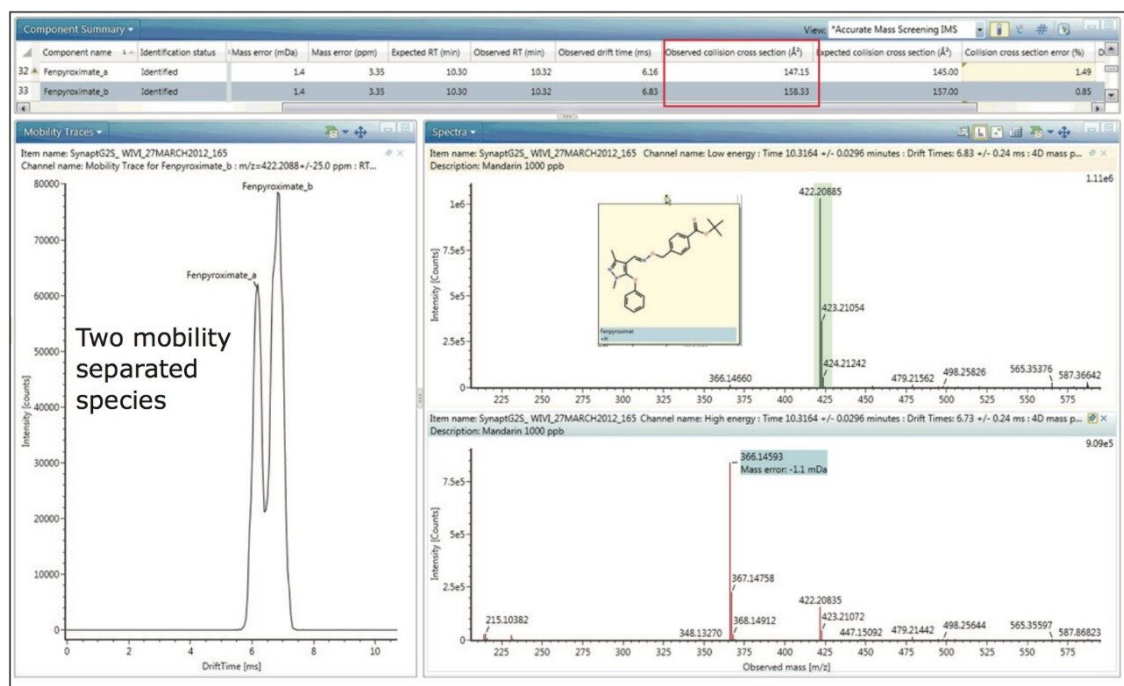 Component Summary
View: *Accurate Mass Screening IMS
Component name Identification status Mass error (mDa) Mass error (ppm) Expected RT (min) Observed RT (min) Observed drift time (ms) Observed collision cross section (Å²) Expected collision cross section (Å²) Collision cross section error (%)
32 Fenpyroximate_a Identified 1.4 3.35 10.30 10.32 6.16 147.15 145.00 1.49
33 Fenpyroximate_b Identified 1.4 3.35 10.30 10.32 6.83 158.33 157.00 0.85
Mobility Traces
Item name: SynaptG2S_ WIVI_27MARCH2012_165
Channel name: Mobility Trace for Fenpyroximate_b : m/z=422.2088+/-25.0 ppm : RT...
80000
70000
60000
50000
40000
30000
20000
10000
0
Intensity [counts]
Fenpyroximate_b
Fenpyroximate_a
Two mobility
separated
species
0 2 4 6 8 10
DriftTime [ms]
Spectra
Item name: SynaptG2S_ WIVI_27MARCH2012_165 Channel name: Low energy : Time 10.3164 +/- 0.0296 minutes : Drift Times: 6.83 +/- 0.24 ms : 4D mass p...
Description: Mandarin 1000 ppb
1.11e6
1e6
7.5e5
5e5
2.5e5
0
Intensity [Counts]
422.20885
423.21054
424.21242
366.14660
479.21562
498.25826
565.35376
587.36642
Fenpyroximat
+H
225 250 275 300 325 350 375 400 425 450 475 500 525 550 575
Item name: SynaptG2S_ WIVI_27MARCH2012_165 Channel name: High energy : Time 10.3164 +/- 0.0296 minutes : Drift Times: 6.73 +/- 0.24 ms : 4D mass p...
Description: Mandarin 1000 ppb
9.09e5
7.5e5
5e5
2.5e5
0
Intensity [Counts]
366.14593
Mass error: -1.1 mDa
367.14758
368.14912
348.13270
215.10382
422.20835
423.21072
447.15092
479.21442
498.25644
565.35597
587.86823
225 250 275 300 325 350 375 400 425 450 475 500 525 550 575
Observed mass [m/z]